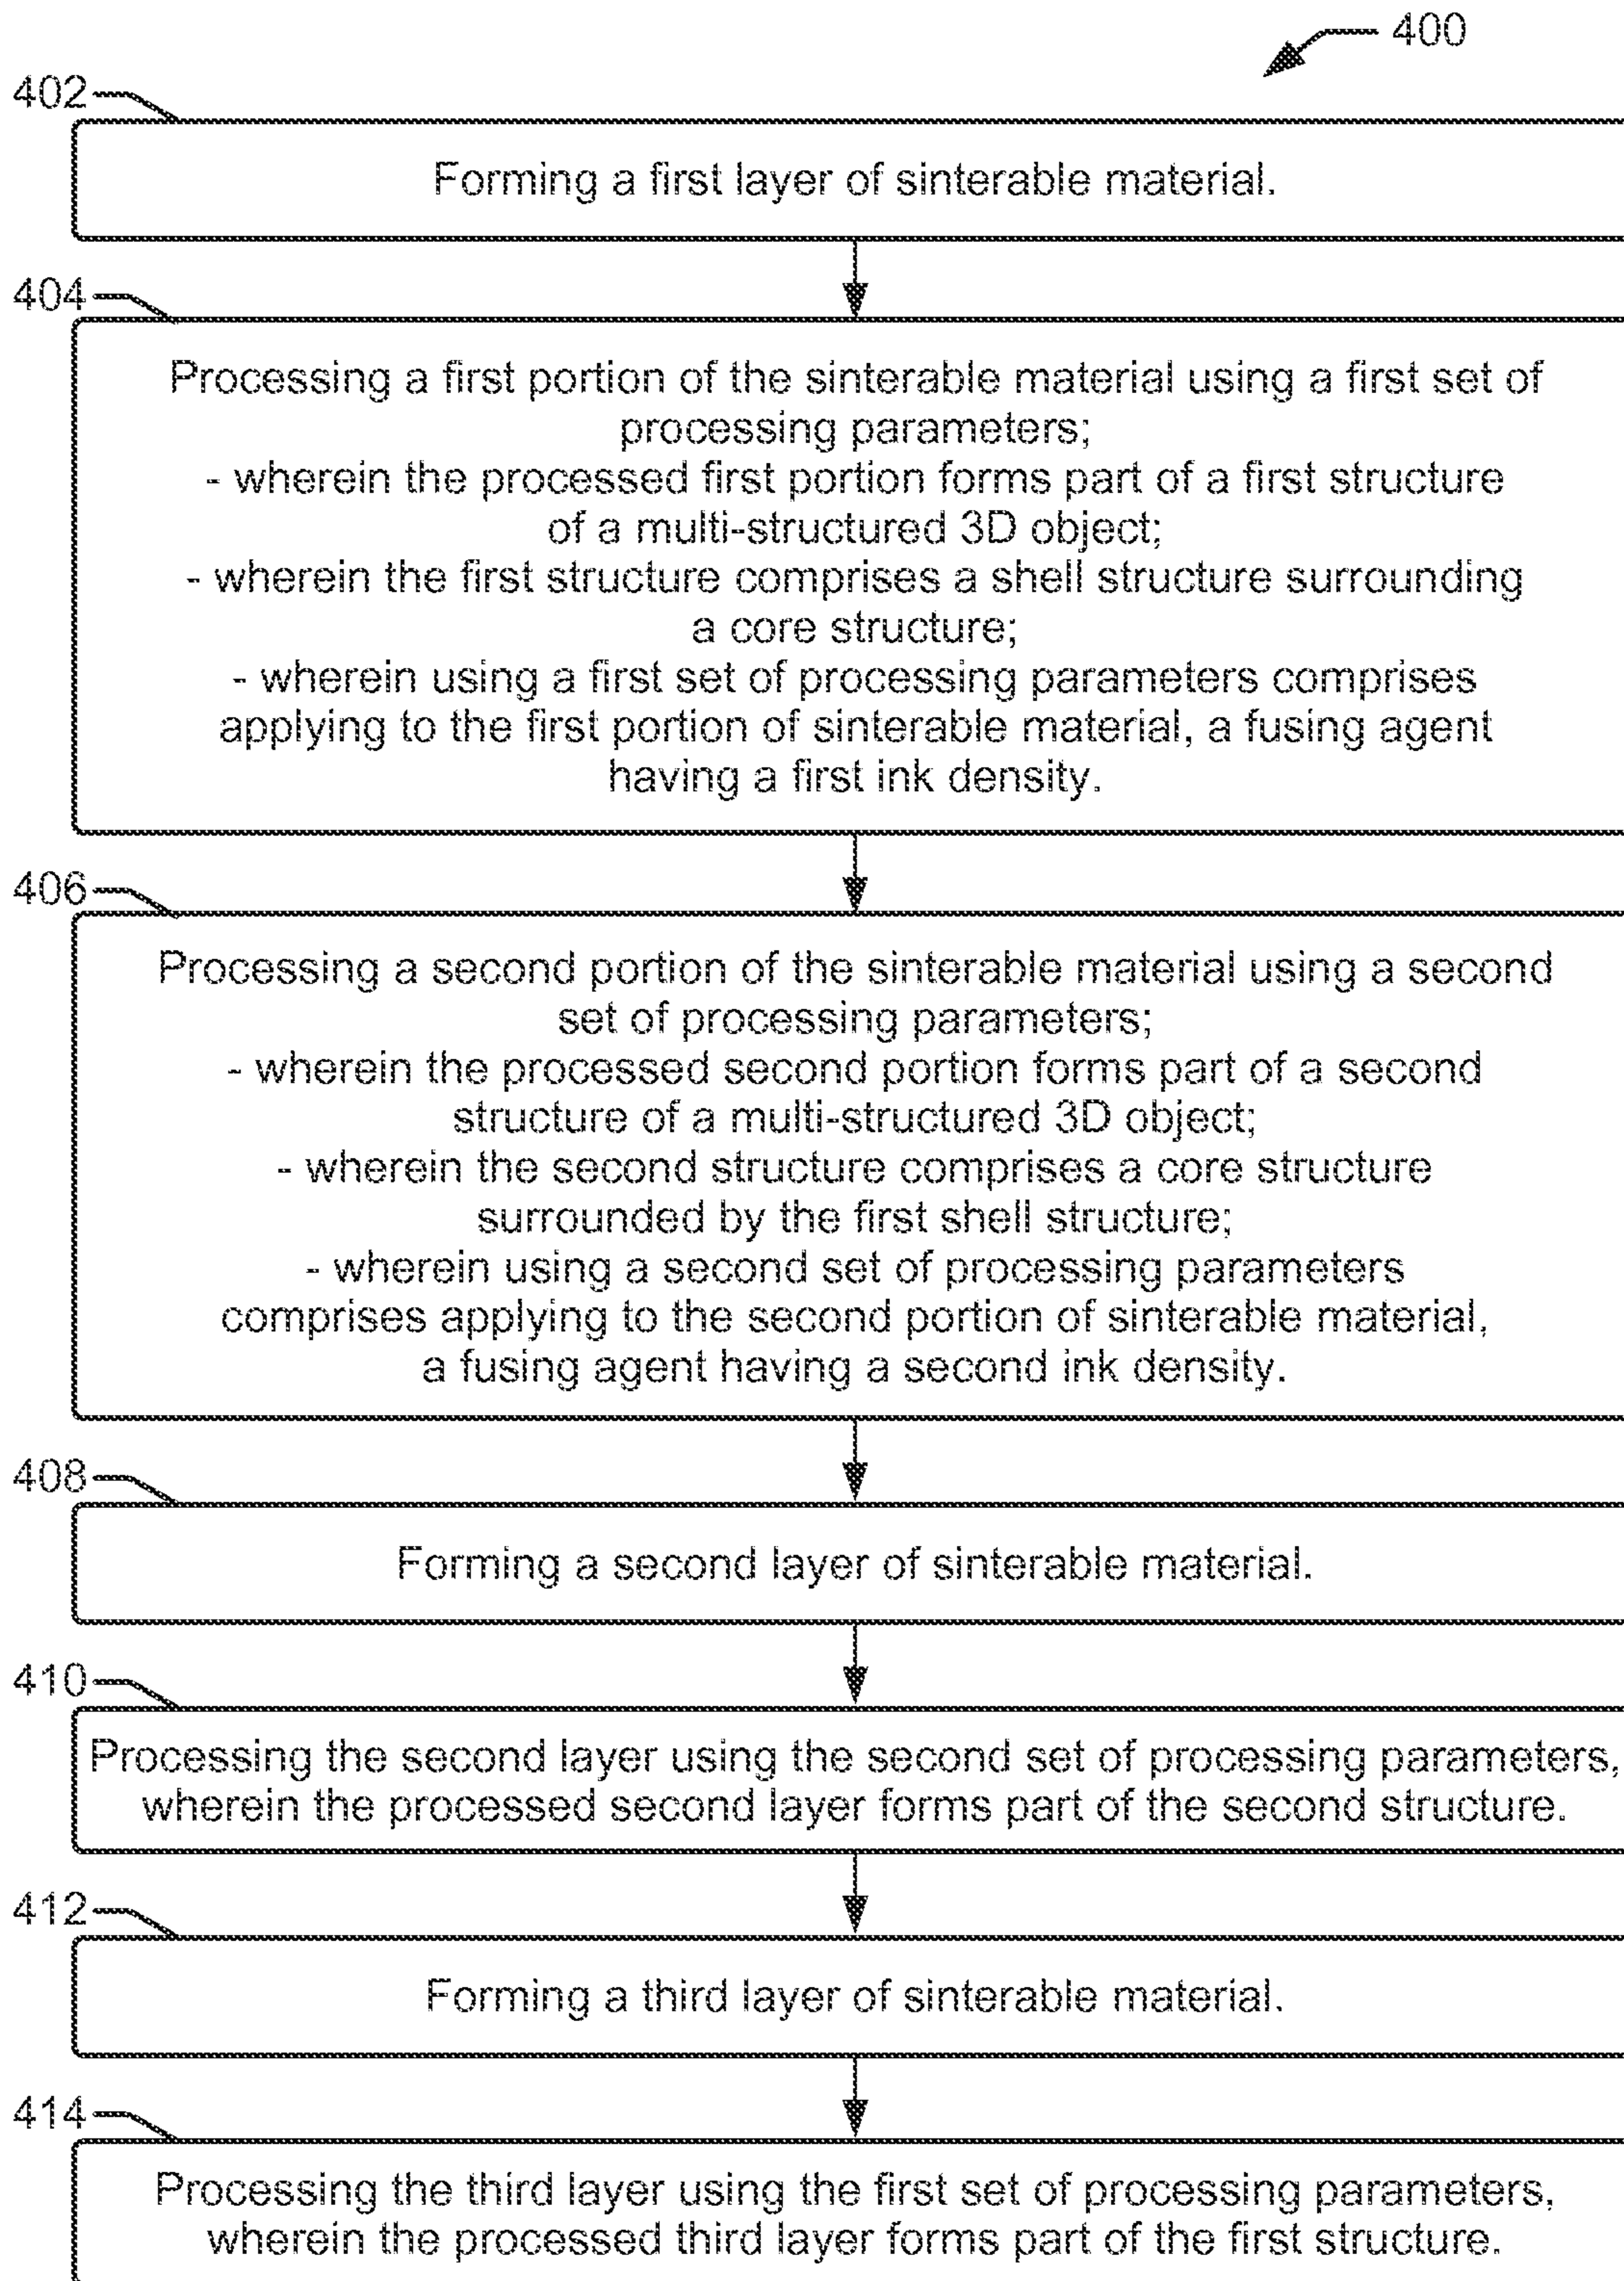 400
402
Forming a first layer of sinterable material.
404
Processing a first portion of the sinterable material using a first set of
processing parameters;
- wherein the processed first portion forms part of a first structure
of a multi-structured 3D object;
- wherein the first structure comprises a shell structure surrounding
a core structure;
- wherein using a first set of processing parameters comprises
applying to the first portion of sinterable material, a fusing agent
having a first ink density.
406
Processing a second portion of the sinterable material using a second
set of processing parameters;
- wherein the processed second portion forms part of a second
structure of a multi-structured 3D object;
- wherein the second structure comprises a core structure
surrounded by the first shell structure;
- wherein using a second set of processing parameters
comprises applying to the second portion of sinterable material,
a fusing agent having a second ink density.
408
Forming a second layer of sinterable material.
410
Processing the second layer using the second set of processing parameters,
wherein the processed second layer forms part of the second structure.
412
Forming a third layer of sinterable material.
414
Processing the third layer using the first set of processing parameters,
wherein the processed third layer forms part of the first structure.